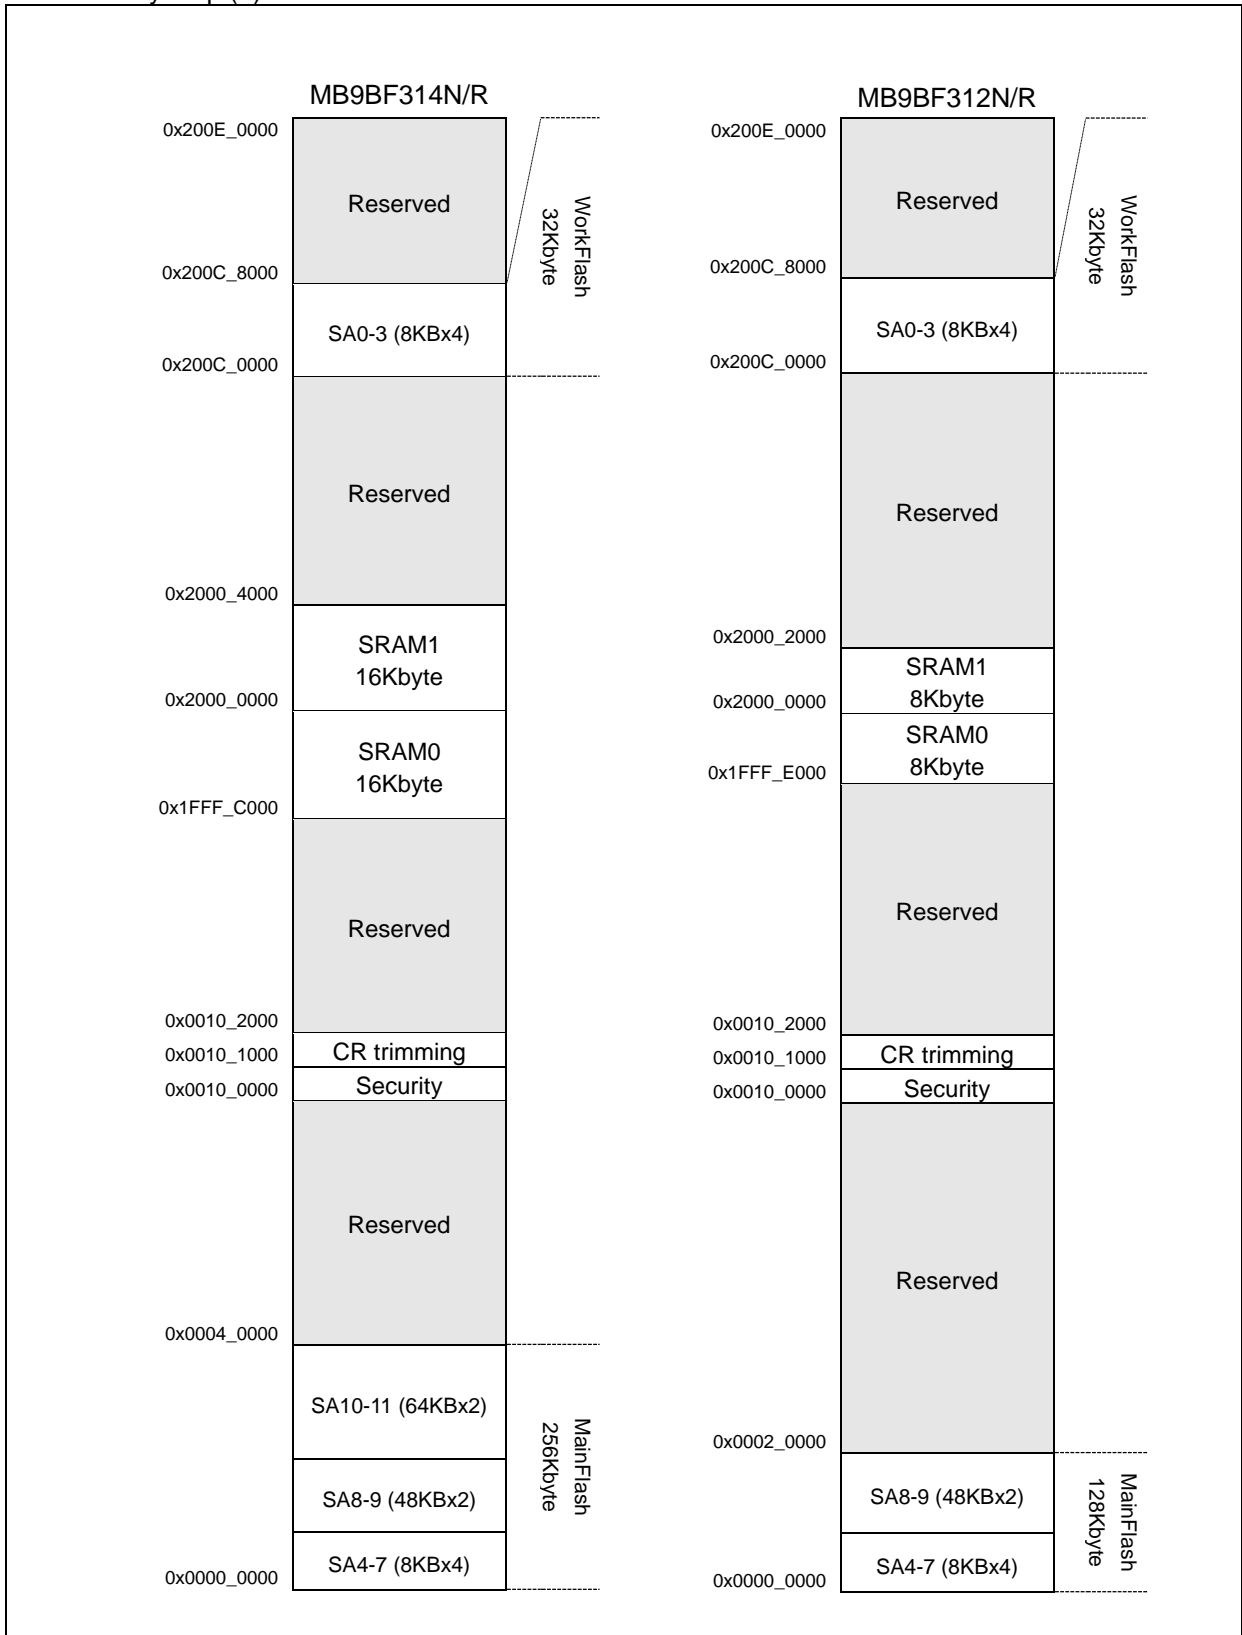 MB9BF314N/R
0x200E_0000
Reserved
WorkFlash
32Kbyte
0x200C_8000
SA0-3 (8KBx4)
0x200C_0000
Reserved
0x2000_4000
SRAM1
16Kbyte
0x2000_0000
SRAM0
16Kbyte
0x1FFF_C000
Reserved
0x0010_2000
CR trimming
0x0010_1000
Security
0x0010_0000
Reserved
0x0004_0000
SA10-11 (64KBx2)
MainFlash
256Kbyte
SA8-9 (48KBx2)
SA4-7 (8KBx4)
0x0000_0000
MB9BF312N/R
0x200E_0000
Reserved
WorkFlash
32Kbyte
0x200C_8000
SA0-3 (8KBx4)
0x200C_0000
Reserved
0x2000_2000
SRAM1
8Kbyte
0x2000_0000
SRAM0
8Kbyte
0x1FFF_E000
Reserved
0x0010_2000
CR trimming
0x0010_1000
Security
0x0010_0000
Reserved
0x0002_0000
SA8-9 (48KBx2)
MainFlash
128Kbyte
SA4-7 (8KBx4)
0x0000_0000